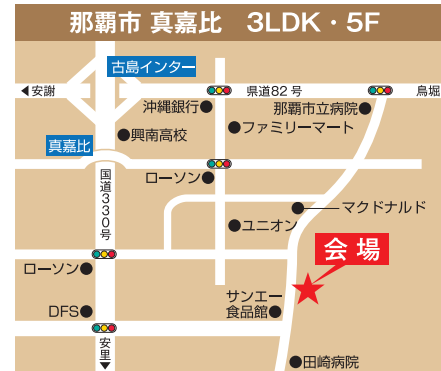 那覇市 真嘉比 3LDK・5F
古島インター
◀安謝
県道82号
鳥堀
沖縄銀行
那覇市立病院
興南高校
ファミリーマート
真嘉比
ローソン
国道330号
マクドナルド
ユニオン
会場
ローソン
サンエー
食品館
DFS
安里▼
田崎病院